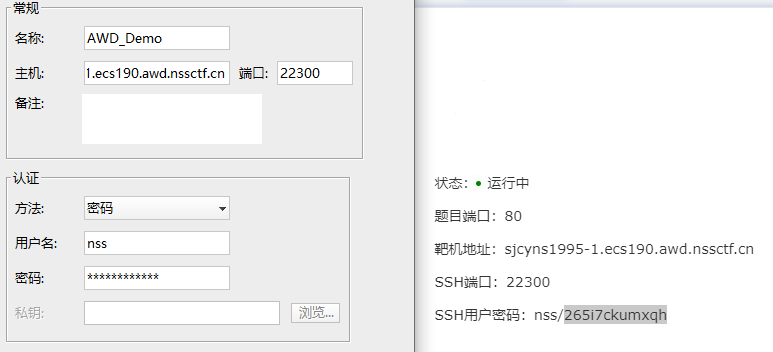 常规
名称: AWD_Demo
主机: 1.ecs190.awd.nssctf.cn 端口: 22300
备注:
认证
方法: 密码
用户名: nss
密码: ************
私钥: 浏览...
状态: 运行中
题目端口: 80
靶机地址: sjcyns1995-1.ecs190.awd.nssctf.cn
SSH端口: 22300
SSH用户密码: nss/265i7ckumxqh